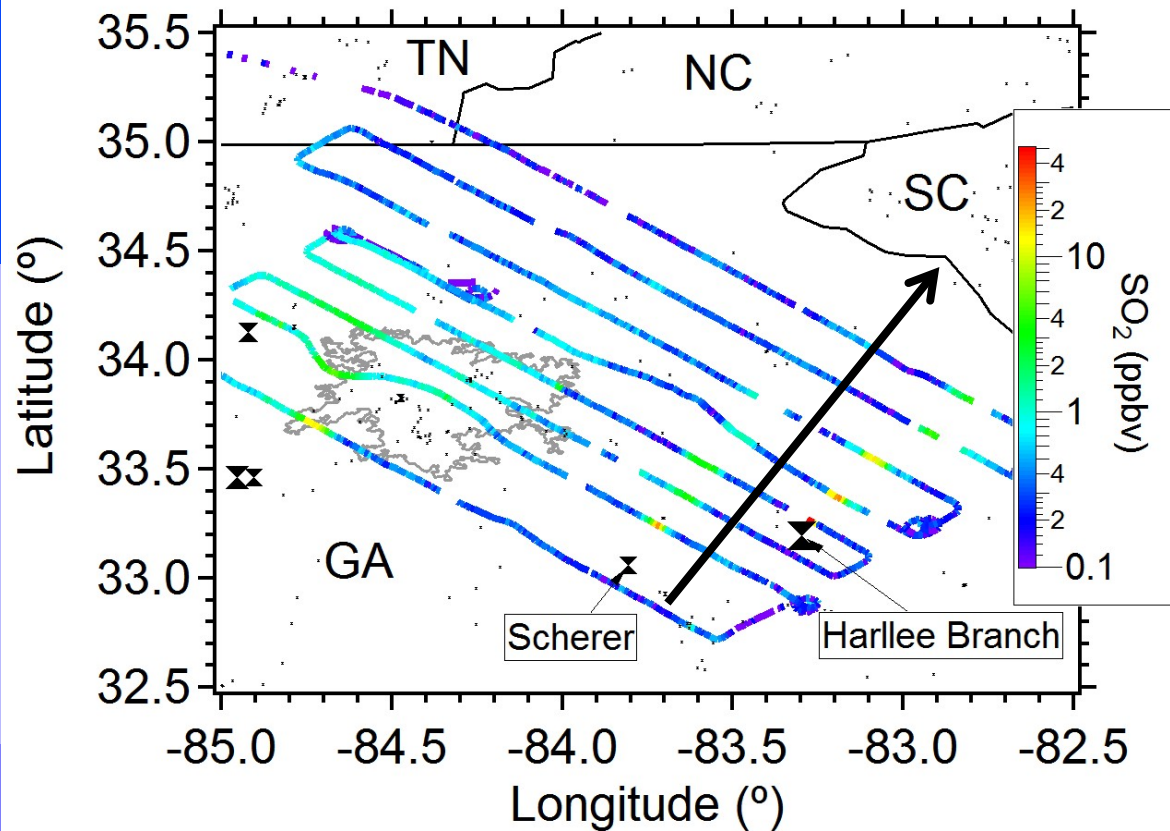 35.5
35.0
34.5
34.0
33.5
33.0
32.5
Latitude (º)
TN
NC
SC
GA
Scherer
Harllee Branch
4
2
10
4
2
1
4
2
0.1
SO₂ (ppbv)
-85.0 -84.5 -84.0 -83.5 -83.0 -82.5
Longitude (º)